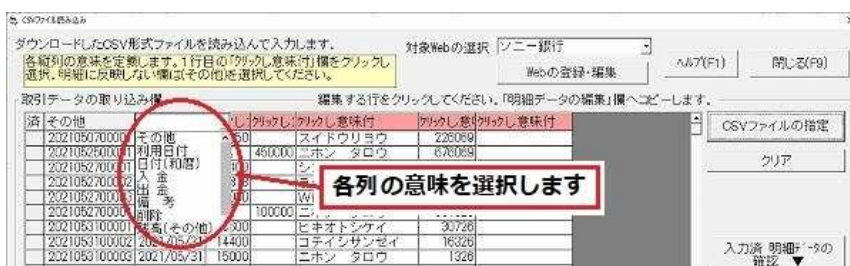 CSVファイル読み込み
ダウンロードしたCSV形式ファイルを読み込んで入力します。
対象Webの選択 ソニー銀行
各縦列の意味を定義します。1行目の「クリックし意味付」欄をクリックし
選択、明細に反映しない欄は「その他」を選択してください。
Webの登録・編集
ヘルプ(F1)
閉じる(F9)
取引データの取り込み欄
編集する行をクリックしてください。「明細データの編集」欄へコピーします。
済 その他 クリックし意味付 クリックし意味付
CSVファイルの指定
クリア
その他
利用日付
日付(和暦)
入 金
出 金
備 考
削除
残高(その他)
20210507000001 スイドウリヨウ 226069
20210525000001 450000 ニホン タロウ 676069
20210527000001
20210527000002
各列の意味を選択します
100000
20210531000001 ヒキオトシケイ 30726
20210531000002 2021/05/31 14400 コテイシサンゼイ 16326
20210531000003 2021/05/31 15000 ニホン タロウ 1326
入力済 明細データの
確認 ▼